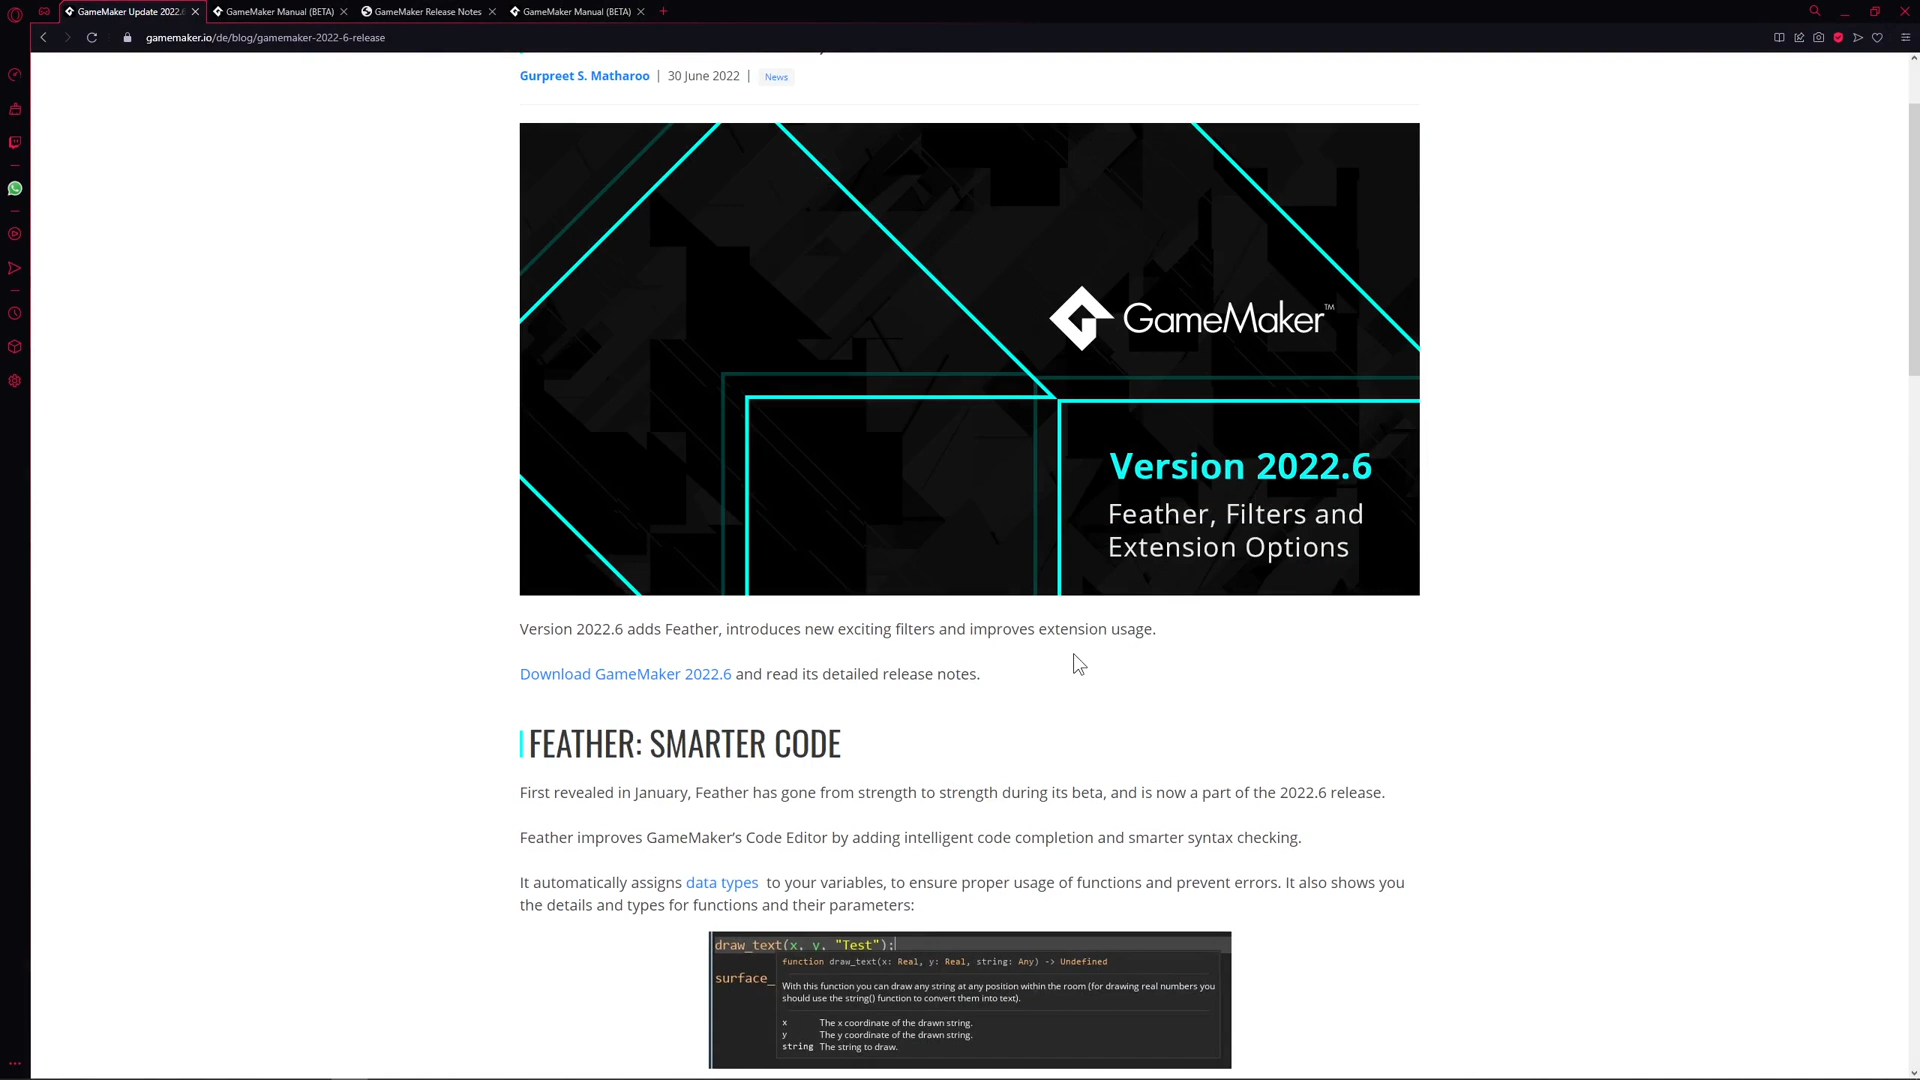 GameMaker Update 2022.6
GameMaker Manual (BETA)
GameMaker Release Notes
GameMaker Manual (BETA)
gamemaker.io/de/blog/gamemaker-2022-6-release
Gurpreet S. Matharoo | 30 June 2022 | News
GameMaker™
Version 2022.6
Feather, Filters and
Extension Options
Version 2022.6 adds Feather, introduces new exciting filters and improves extension usage.
Download GameMaker 2022.6 and read its detailed release notes.
FEATHER: SMARTER CODE
First revealed in January, Feather has gone from strength to strength during its beta, and is now a part of the 2022.6 release.
Feather improves GameMaker’s Code Editor by adding intelligent code completion and smarter syntax checking.
It automatically assigns data types to your variables, to ensure proper usage of functions and prevent errors. It also shows you
the details and types for functions and their parameters:
draw_text(x, y, "Test");
function draw_text(x: Real, y: Real, string: Any) -> Undefined
surface_
With this function you can draw any string at any position within the room (for drawing real numbers you
should use the string() function to convert them into text).
x The x coordinate of the drawn string.
y The y coordinate of the drawn string.
string The string to draw.